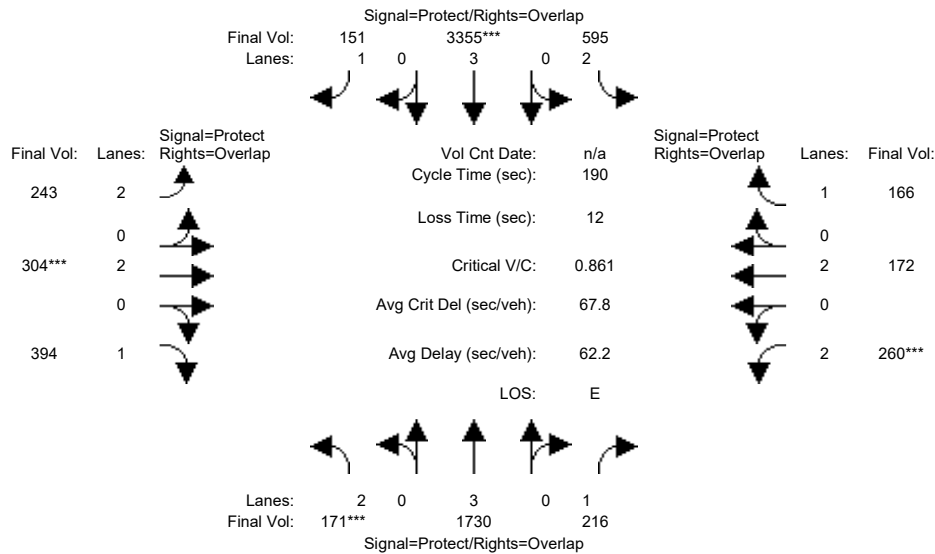 Signal=Protect/Rights=Overlap
Final Vol: 151 3355*** 595
Lanes: 1 0 3 0 2
Signal=Protect
Final Vol: Lanes: Rights=Overlap
Vol Cnt Date: n/a
Signal=Protect
Rights=Overlap Lanes: Final Vol:
Cycle Time (sec): 190
243 2 1 166
Loss Time (sec): 12
0 0
304*** 2 Critical V/C: 0.861 2 172
0 Avg Crit Del (sec/veh): 67.8 0
394 1 Avg Delay (sec/veh): 62.2 2 260***
LOS: E
Lanes: 2 0 3 0 1
Final Vol: 171*** 1730 216
Signal=Protect/Rights=Overlap